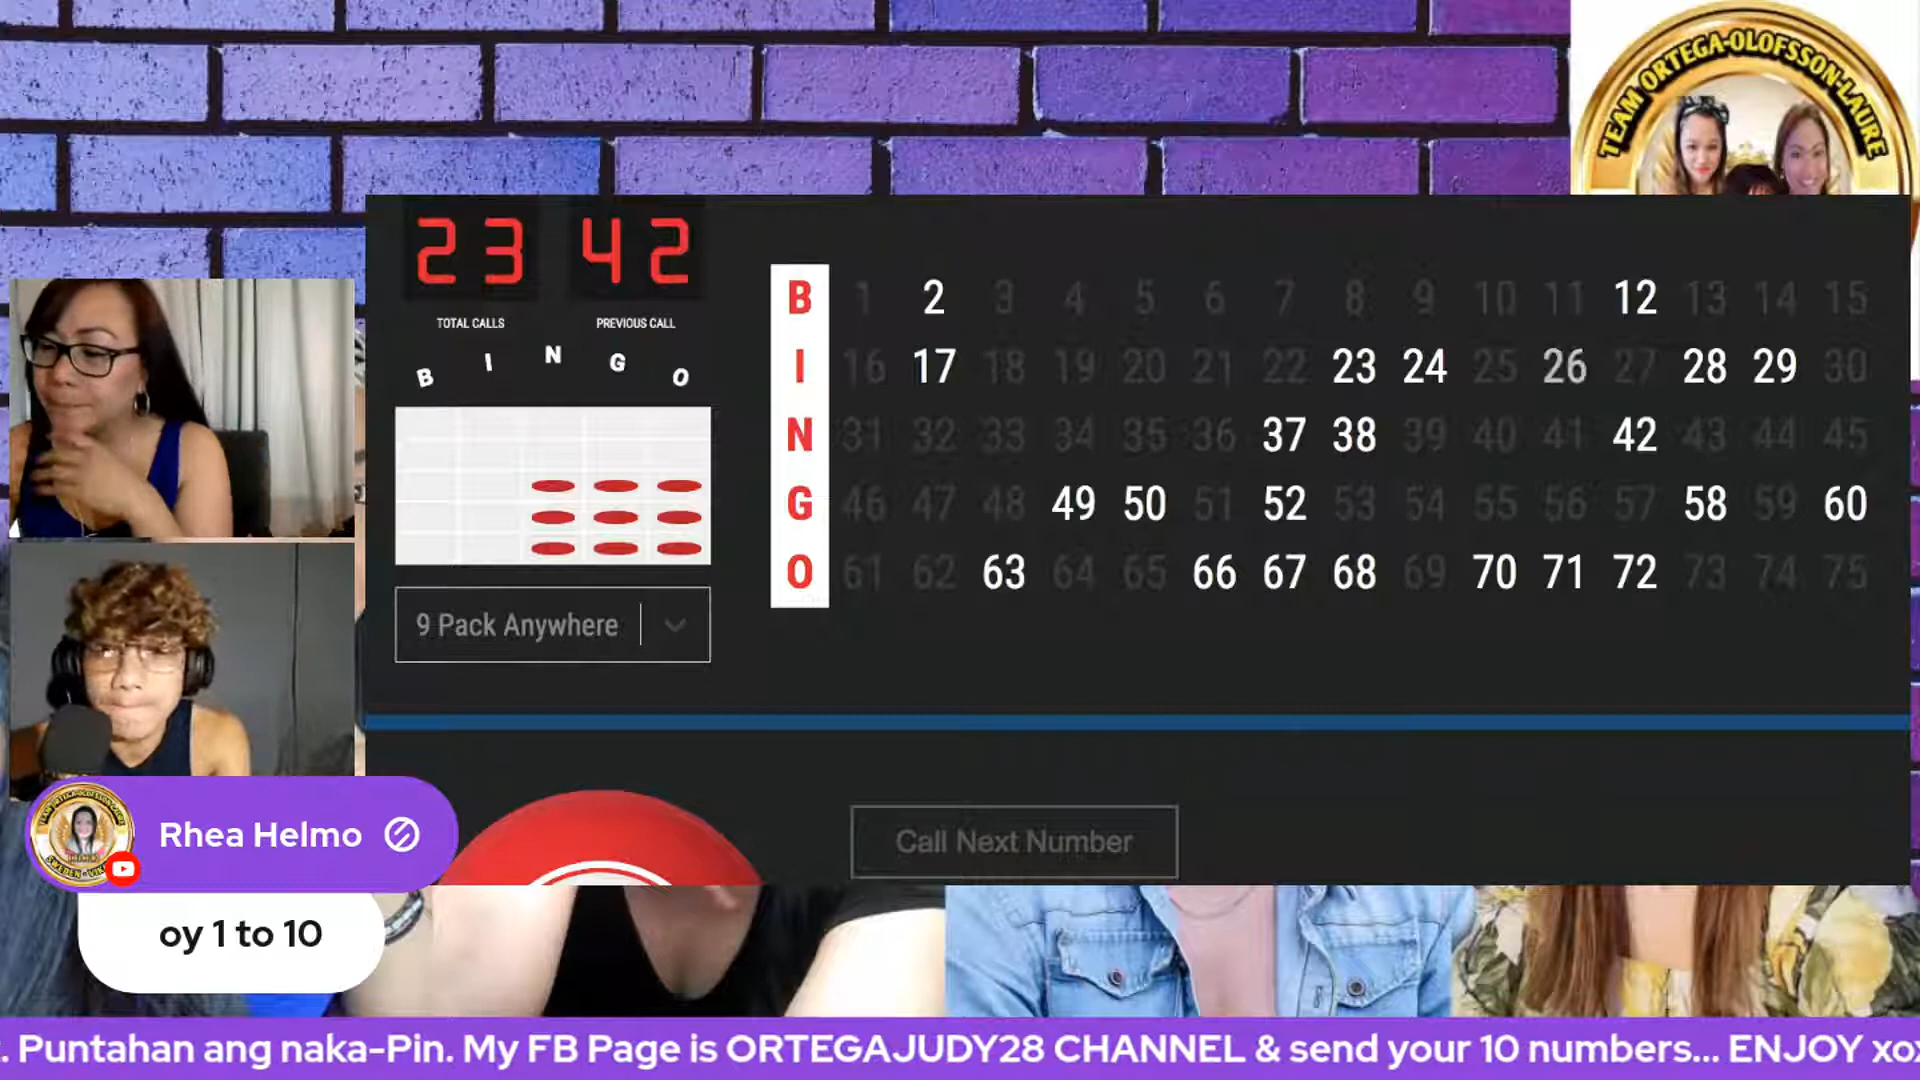 TEAM ORTEGA-OLOFSSON-LAURE
23 42
TOTAL CALLS PREVIOUS CALL
B I N G O
9 Pack Anywhere
B 1 2 3 4 5 6 7 8 9 10 11 12 13 14 15
I 16 17 18 19 20 21 22 23 24 25 26 27 28 29 30
N 31 32 33 34 35 36 37 38 39 40 41 42 43 44 45
G 46 47 48 49 50 51 52 53 54 55 56 57 58 59 60
O 61 62 63 64 65 66 67 68 69 70 71 72 73 74 75
Call Next Number
Rhea Helmo
oy 1 to 10
. Puntahan ang naka-Pin. My FB Page is ORTEGAJUDY28 CHANNEL & send your 10 numbers... ENJOY xox